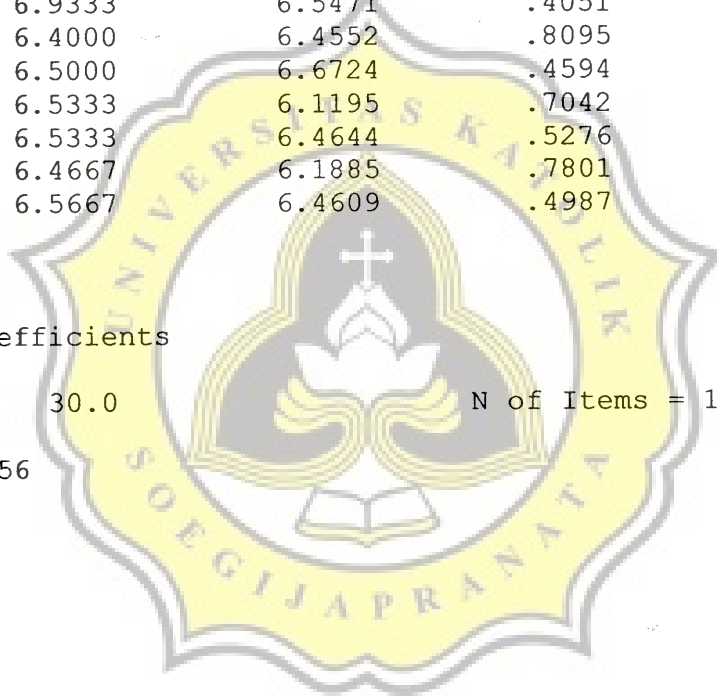 6.9333 6.5471 .4051
6.4000 6.4552 .8095
6.5000 6.6724 .4594
6.5333 6.1195 .7042
6.5333 6.4644 .5276
6.4667 6.1885 .7801
6.5667 6.4609 .4987
efficients
30.0 N of Items = 1
56
UNIVERSITAS KATOLIK
SOEGIJAPRANATA